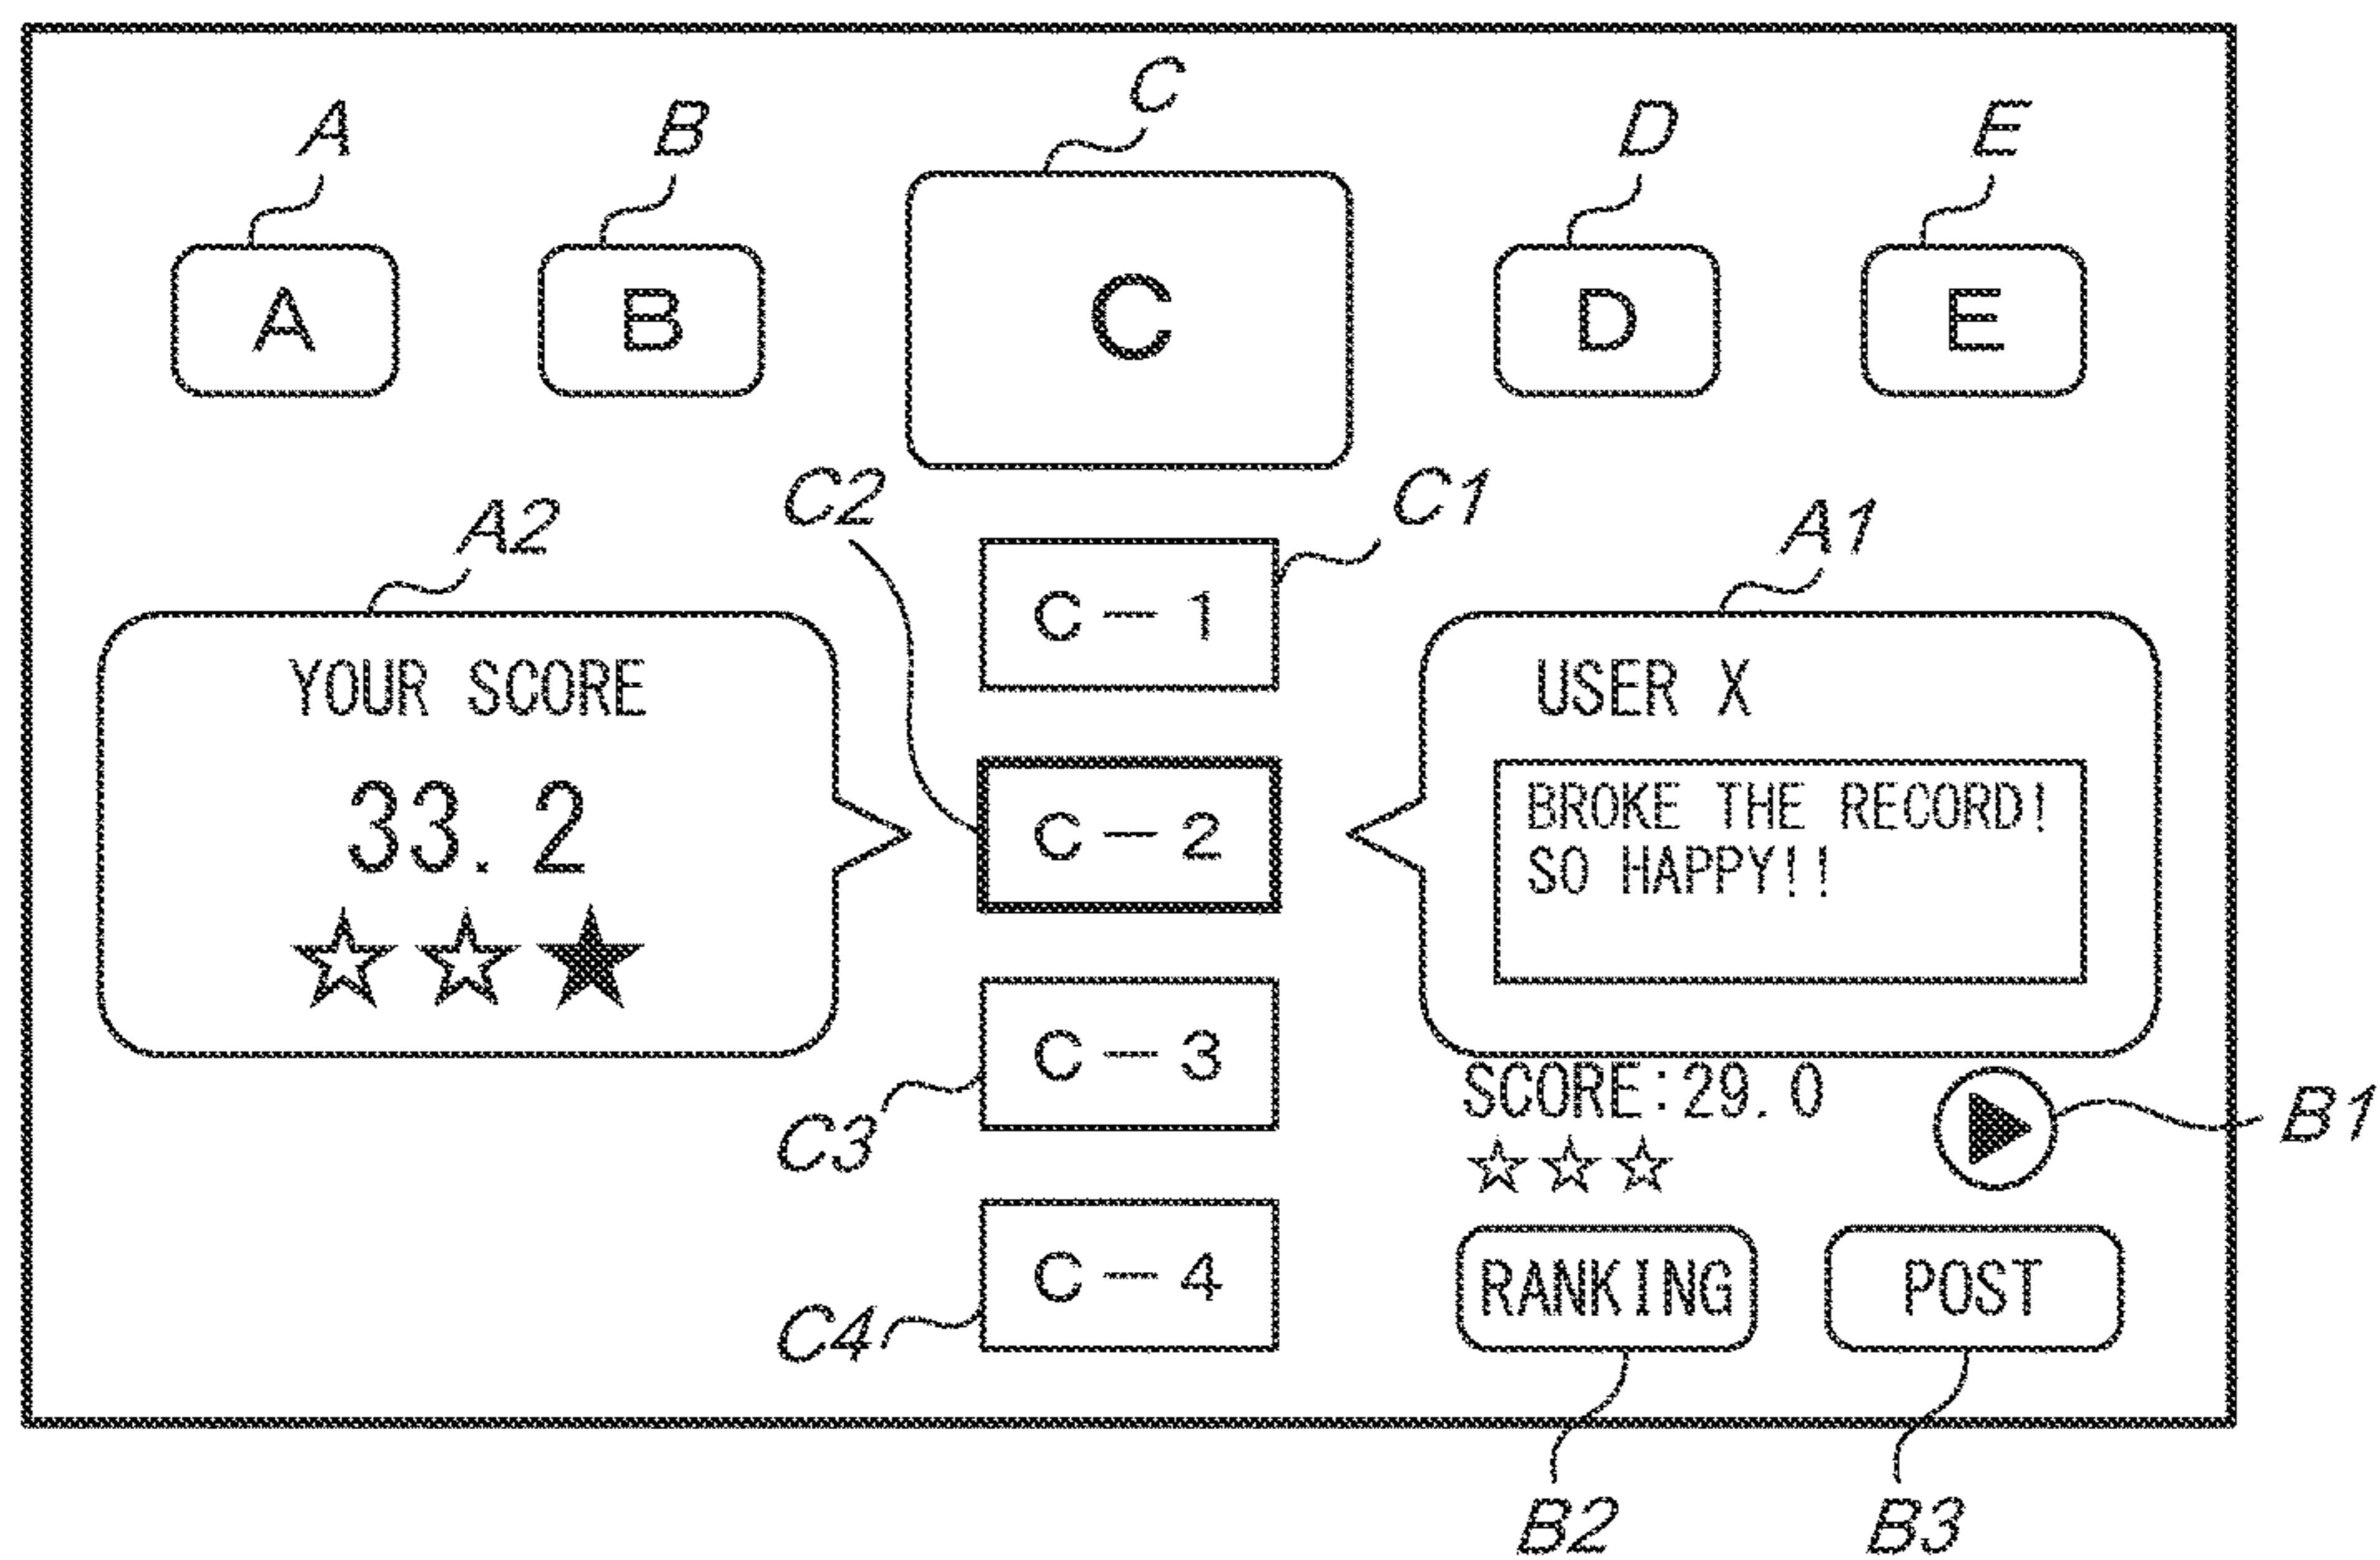 C
A B D E
A B C D E
C2 C1
A2 A1
C-1
YOUR SCORE
33.2
☆☆★
C-2
USER X
BROKE THE RECORD!
SO HAPPY!!
C-3
C3
SCORE:29.0
☆☆☆
B1
C-4
C4
RANKING POST
B2 B3